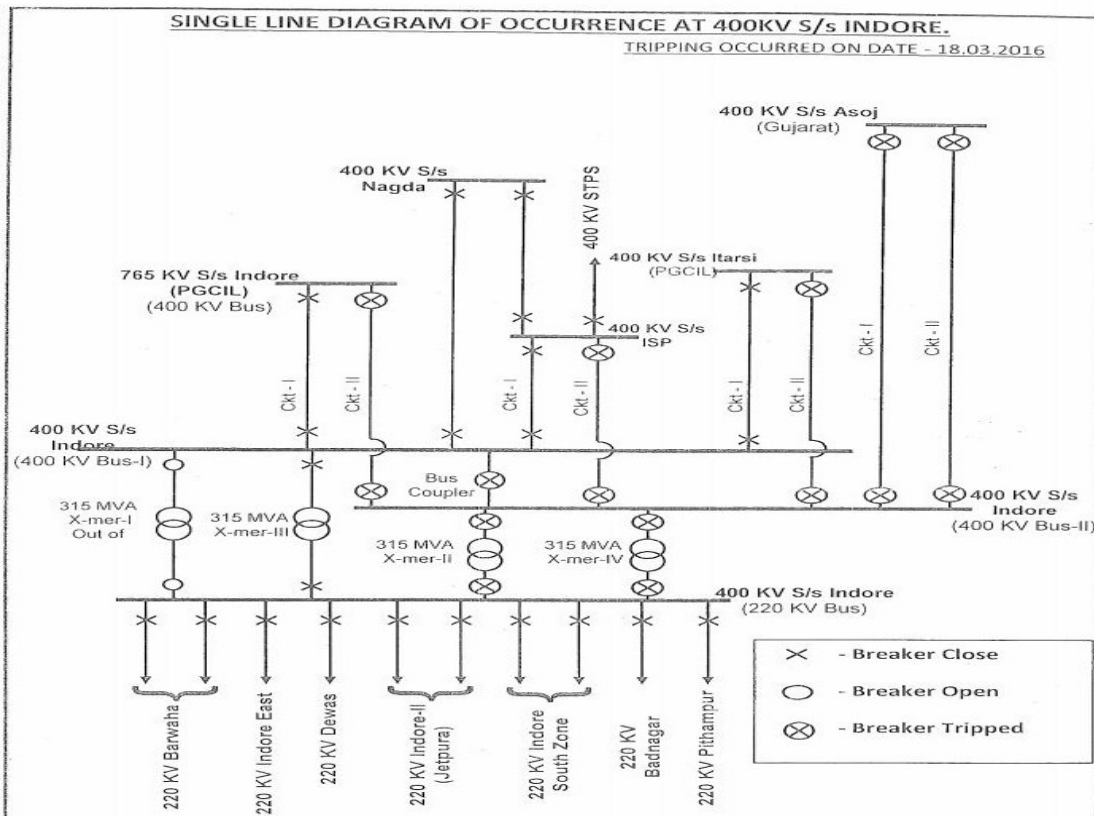 SINGLE LINE DIAGRAM OF OCCURRENCE AT 400KV S/s INDORE.
TRIPPING OCCURRED ON DATE - 18.03.2016
400 KV S/s Asoj
(Gujarat)
400 KV S/s
Nagda
400 KV STPS
400 KV S/s Itarsi
(PGCIL)
765 KV S/s Indore
(PGCIL)
(400 KV Bus)
400 KV S/s
ISP
Ckt - I
Ckt - II
Ckt - I
Ckt - II
Ckt - I
Ckt - II
Ckt - I
Ckt - II
400 KV S/s
Indore
(400 KV Bus-I)
Bus
Coupler
400 KV S/s
Indore
(400 KV Bus-II)
315 MVA
X-mer-I
Out of
315 MVA
X-mer-III
315 MVA
X-mer-II
315 MVA
X-mer-IV
400 KV S/s Indore
(220 KV Bus)
220 KV Barwaha
220 KV Indore East
220 KV Dewas
220 KV Indore-II
(Jetpura)
220 KV Indore
South Zone
220 KV
Badnagar
220 KV Pithampur
- Breaker Close
- Breaker Open
- Breaker Tripped